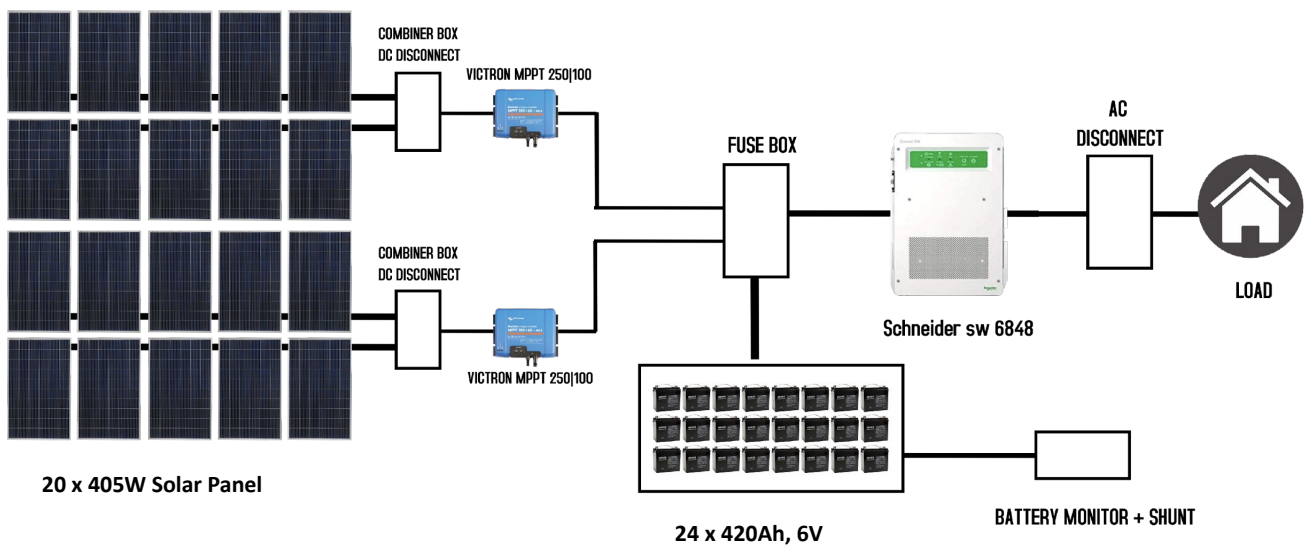 COMBINER BOX
DC DISCONNECT
VICTRON MPPT 250|100
FUSE BOX
AC
DISCONNECT
LOAD
Schneider sw 6848
COMBINER BOX
DC DISCONNECT
VICTRON MPPT 250|100
20 x 405W Solar Panel
24 x 420Ah, 6V
BATTERY MONITOR + SHUNT